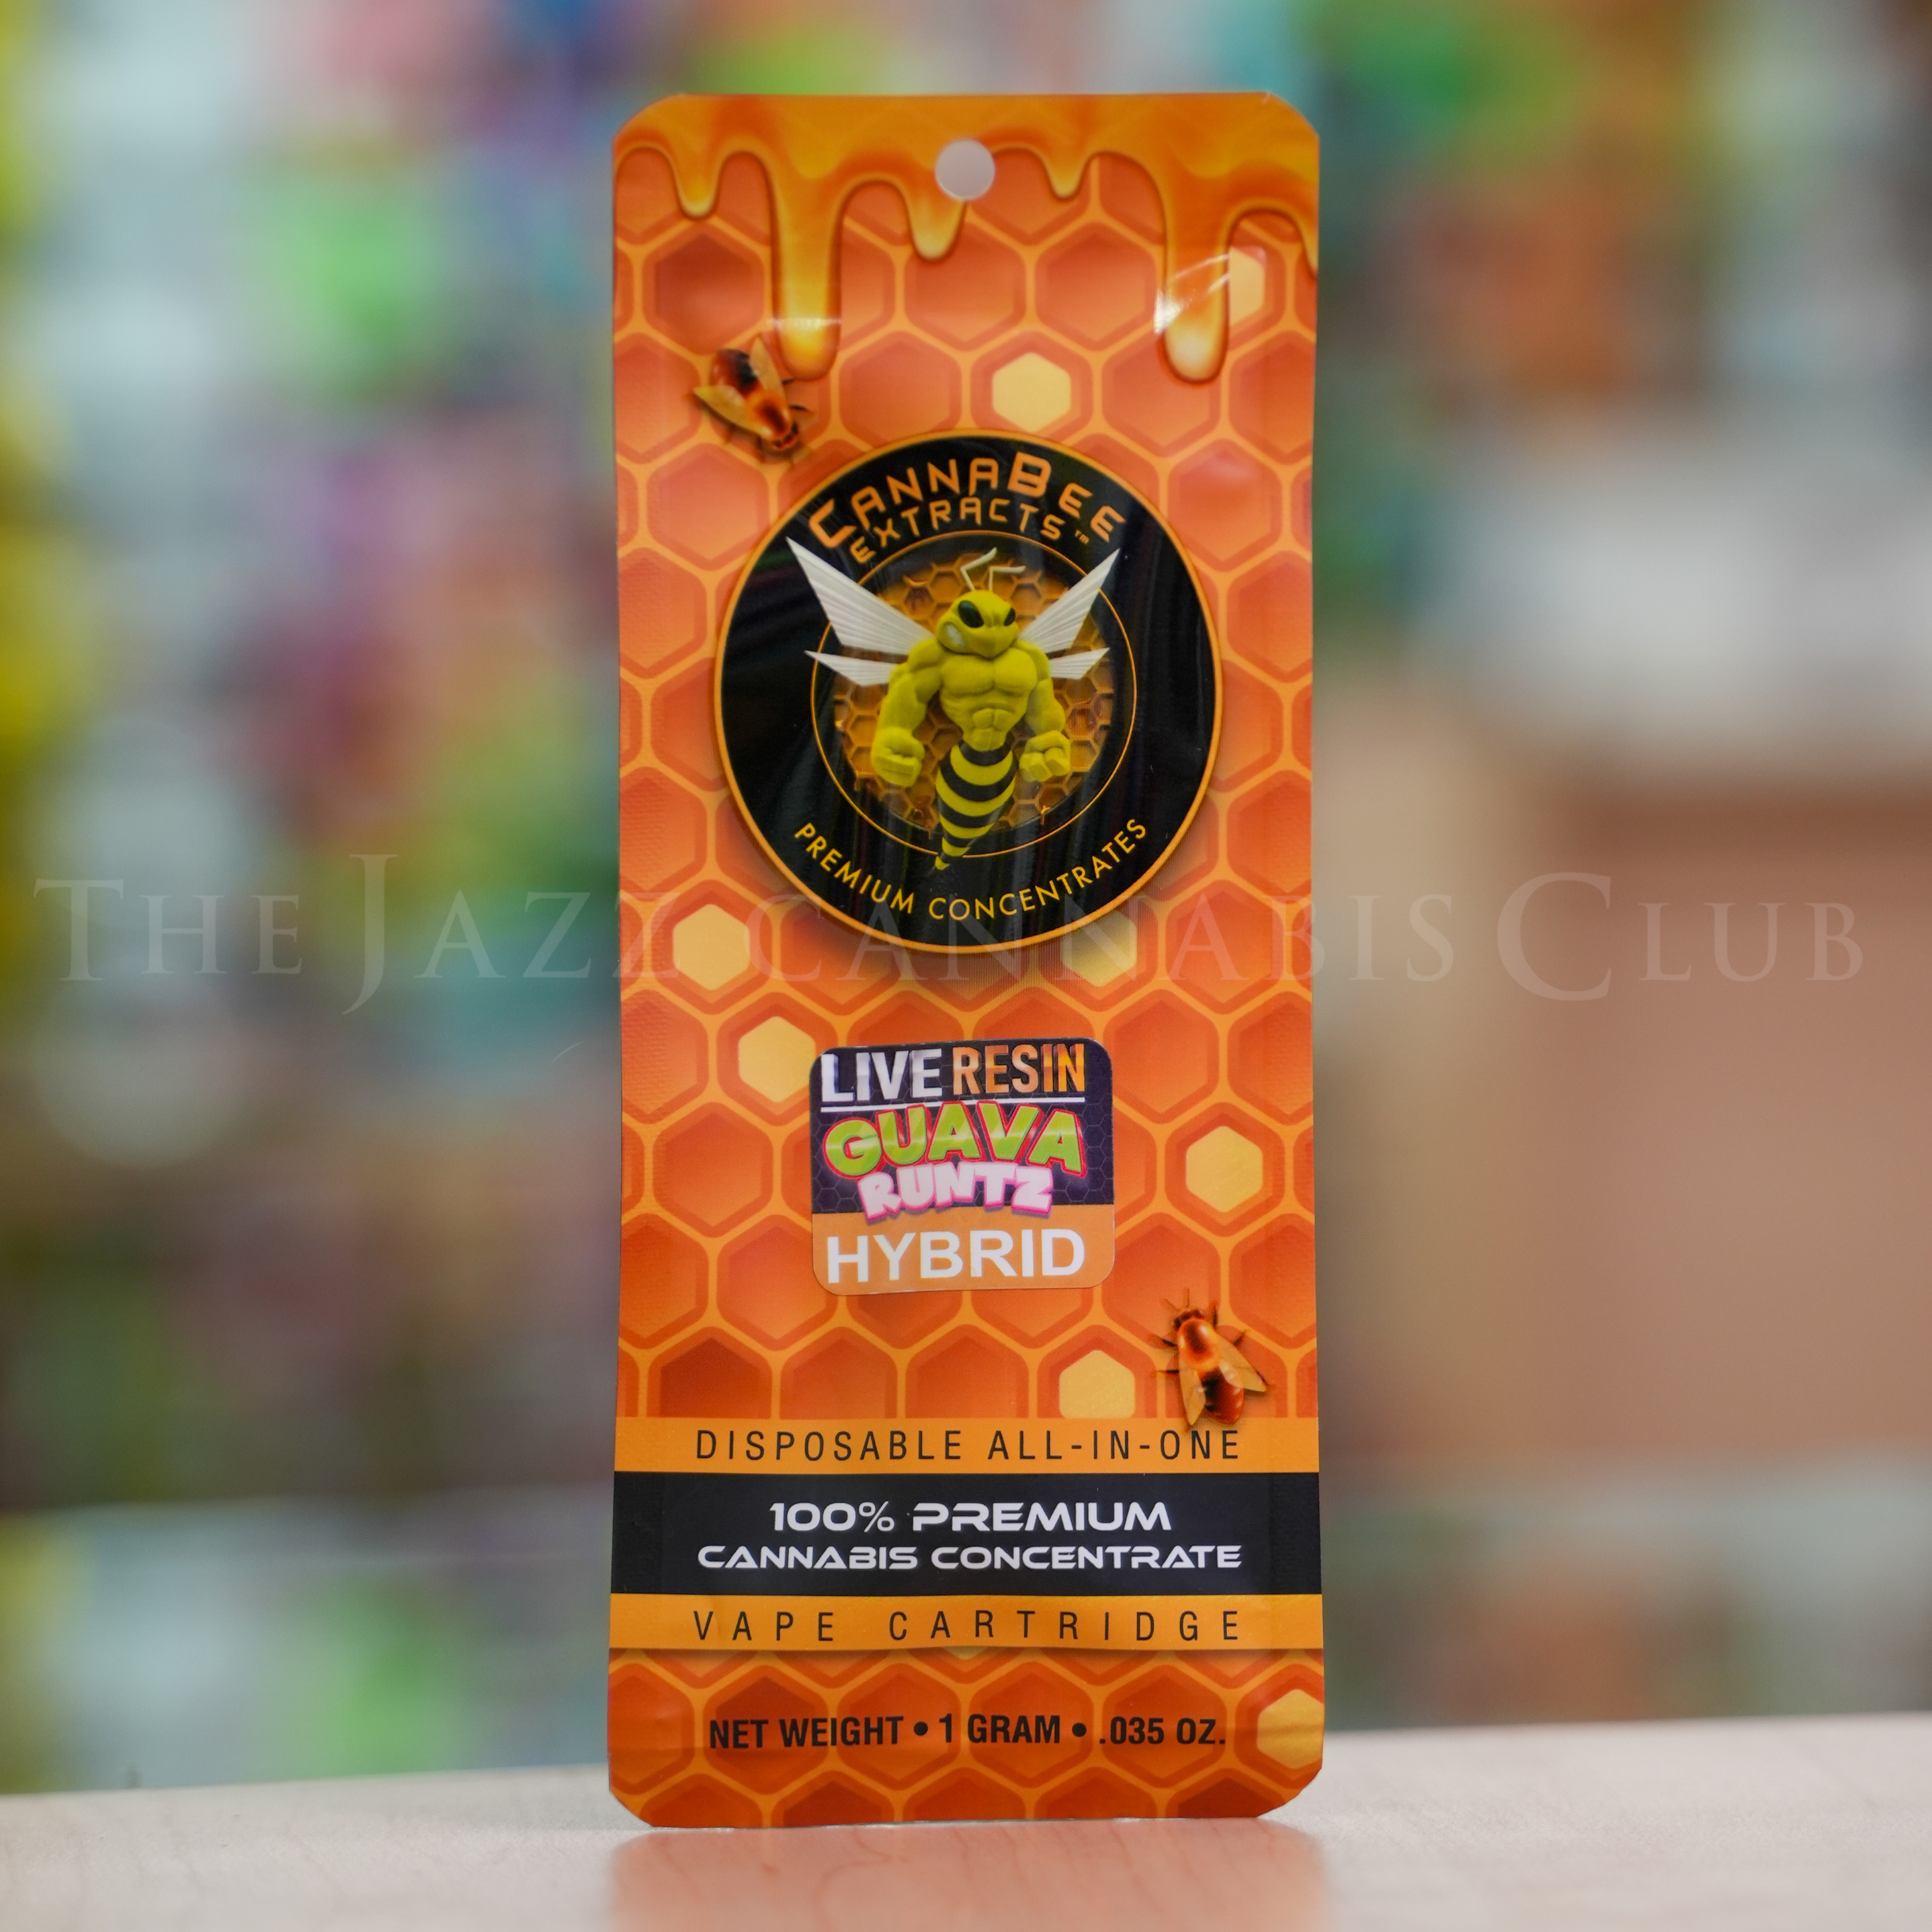 CANNABEE
EXTRACTS™
PREMIUM CONCENTRATES
THE JAZZ CANNABIS CLUB
LIVE RESIN
GUAVA
RUNTZ
HYBRID
DISPOSABLE ALL-IN-ONE
100% PREMIUM
CANNABIS CONCENTRATE
VAPE CARTRIDGE
NET WEIGHT • 1 GRAM • .035 OZ.